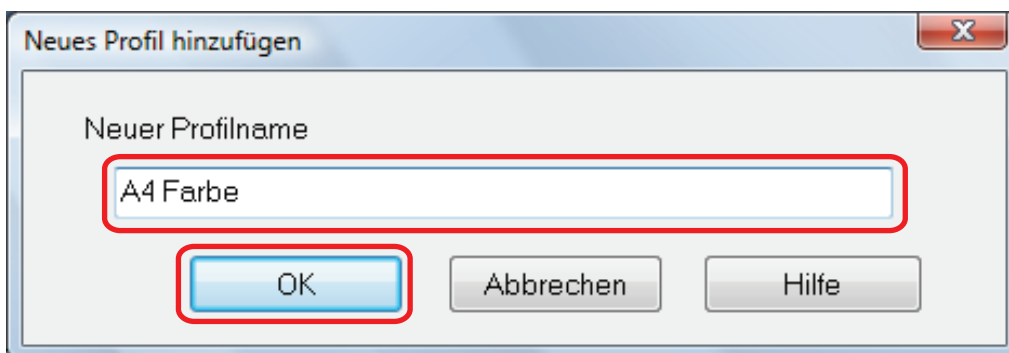 Neues Profil hinzufügen
Neuer Profilname
A4 Farbe
OK Abbrechen Hilfe